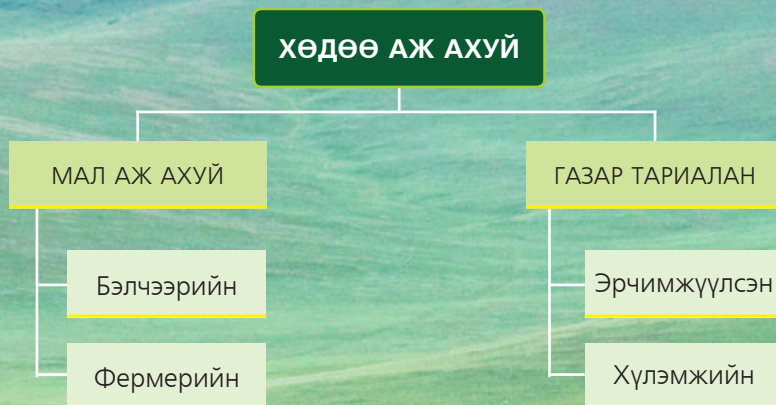 ХӨДӨӨ АЖ АХУЙ
МАЛ АЖ АХУЙ
ГАЗАР ТАРИАЛАН
Бэлчээрийн
Эрчимжүүлсэн
Фермерийн
Хүлэмжийн